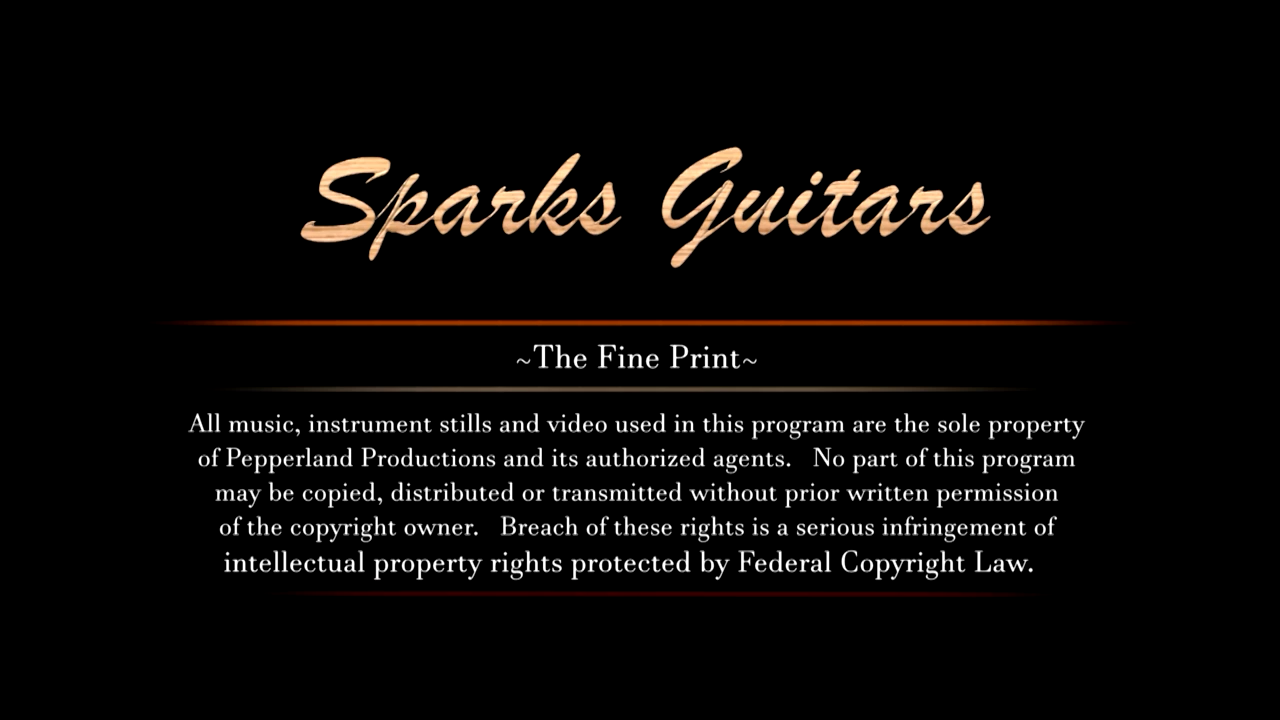 Sparks Guitars
~The Fine Print~
All music, instrument stills and video used in this program are the sole property
of Pepperland Productions and its authorized agents.   No part of this program
may be copied, distributed or transmitted without prior written permission
of the copyright owner.   Breach of these rights is a serious infringement of
intellectual property rights protected by Federal Copyright Law.